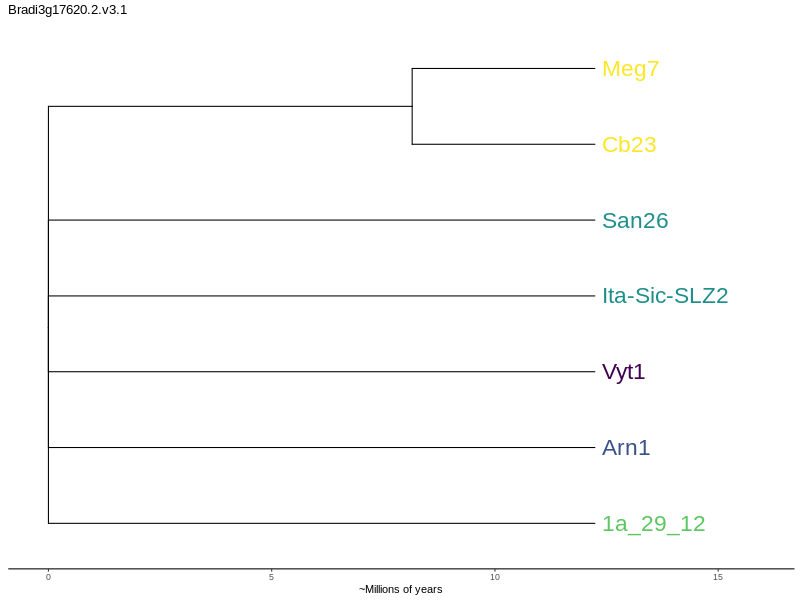 Bradi3g17620.2.v3.1
Meg7
Cb23
San26
Ita-Sic-SLZ2
Vyt1
Arn1
1a_29_12
0 5 10 15
~Millions of years